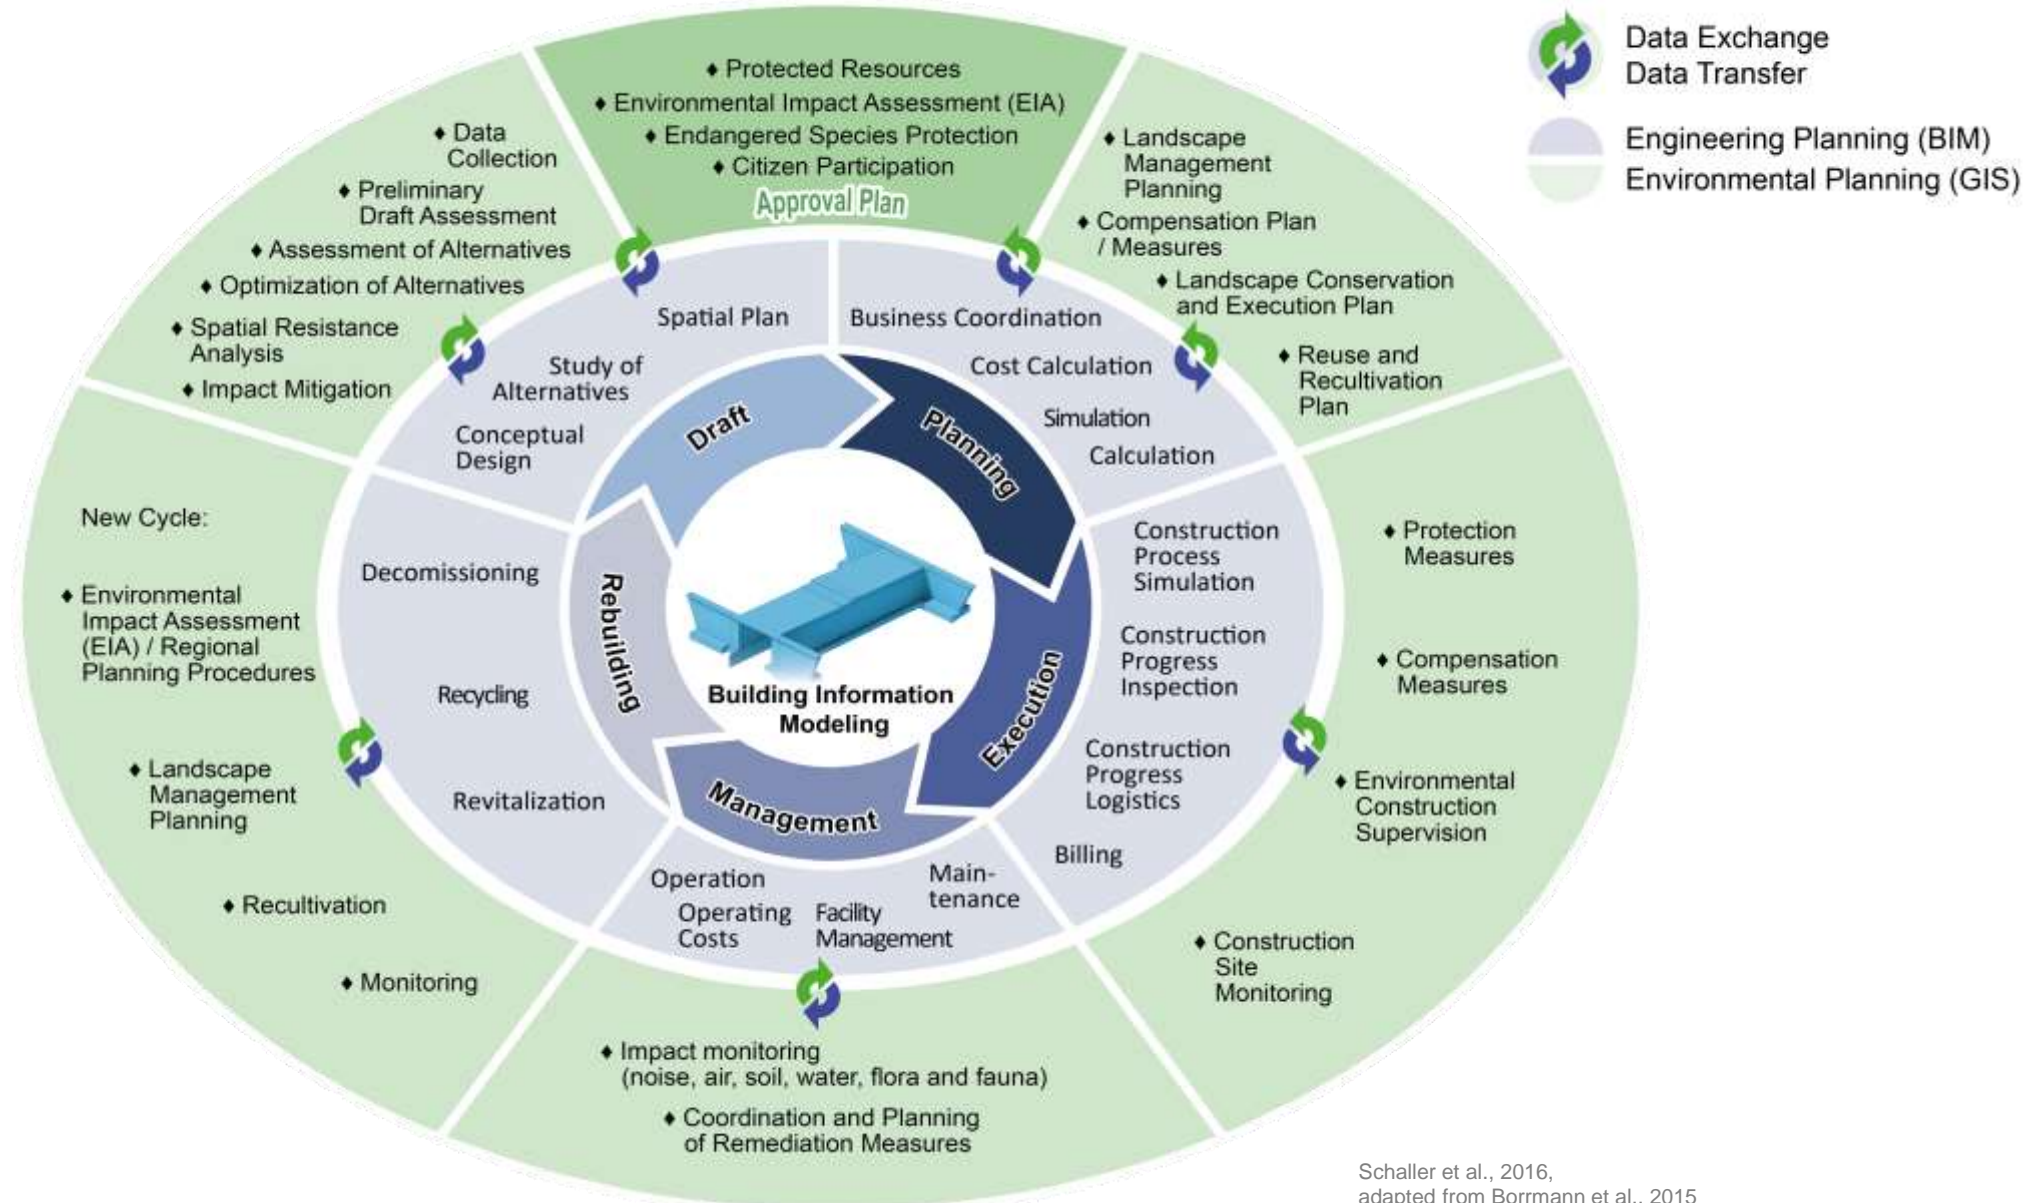 Data Exchange
Data Transfer
Engineering Planning (BIM)
Environmental Planning (GIS)
♦ Protected Resources
♦ Environmental Impact Assessment (EIA)
♦ Endangered Species Protection
♦ Citizen Participation
Approval Plan
♦ Landscape
Management
Planning
♦ Compensation Plan
/ Measures
♦ Landscape Conservation
and Execution Plan
♦ Reuse and
Recultivation
Plan
♦ Protection
Measures
♦ Compensation
Measures
♦ Environmental
Construction
Supervision
♦ Construction
Site
Monitoring
♦ Impact monitoring
(noise, air, soil, water, flora and fauna)
♦ Coordination and Planning
of Remediation Measures
New Cycle:
♦ Environmental
Impact Assessment
(EIA) / Regional
Planning Procedures
♦ Landscape
Management
Planning
♦ Recultivation
♦ Monitoring
♦ Data
Collection
♦ Preliminary
Draft Assessment
♦ Assessment of Alternatives
♦ Optimization of Alternatives
♦ Spatial Resistance
Analysis
♦ Impact Mitigation
Spatial Plan
Study of
Alternatives
Conceptual
Design
Business Coordination
Cost Calculation
Simulation
Calculation
Construction
Process
Simulation
Construction
Progress
Inspection
Construction
Progress
Logistics
Billing
Main-
tenance
Facility
Management
Operation
Operating
Costs
Decomissioning
Recycling
Revitalization
Draft
Planning
Execution
Management
Rebuilding
Building Information
Modeling
Schaller et al., 2016,
adapted from Borrmann et al., 2015